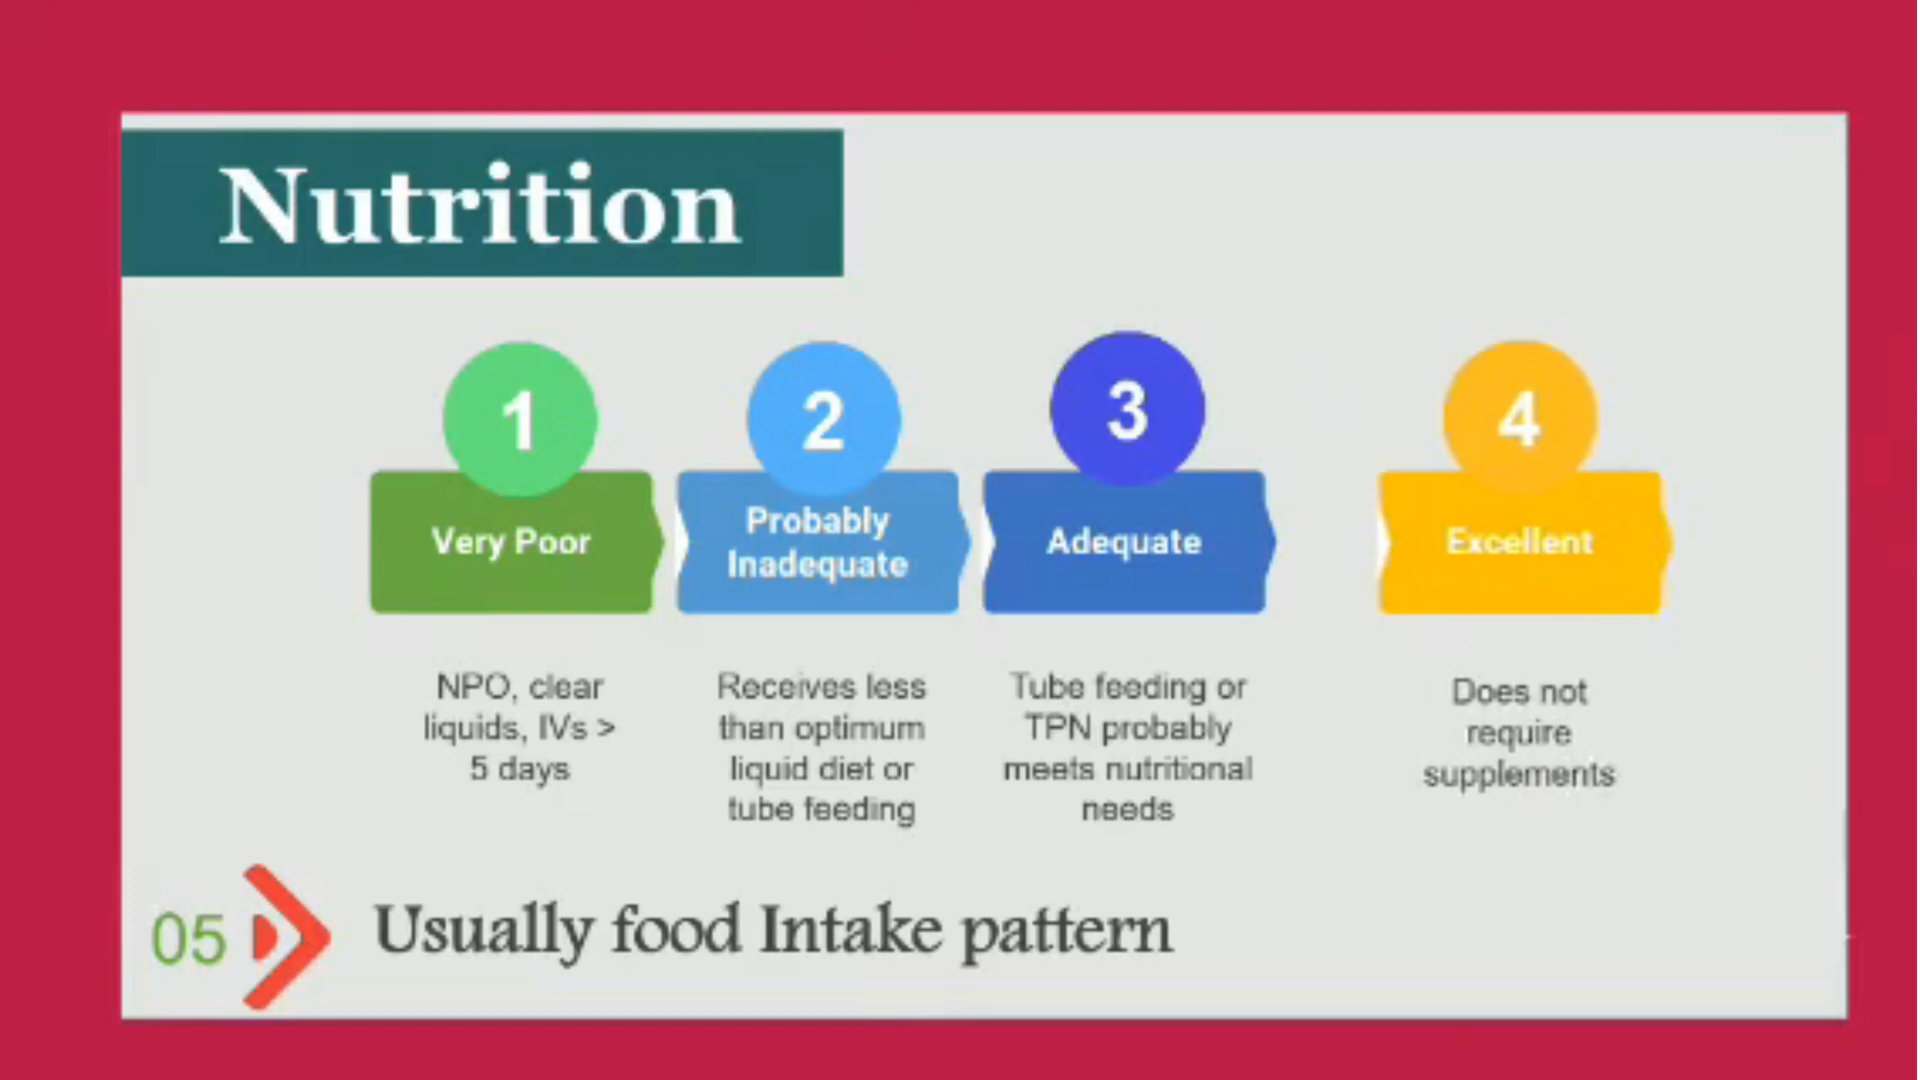 Nutrition
1
Very Poor
NPO, clear
liquids, IVs >
5 days
2
Probably
Inadequate
Receives less
than optimum
liquid diet or
tube feeding
3
Adequate
Tube feeding or
TPN probably
meets nutritional
needs
4
Excellent
Does not
require
supplements
05
Usually food Intake pattern